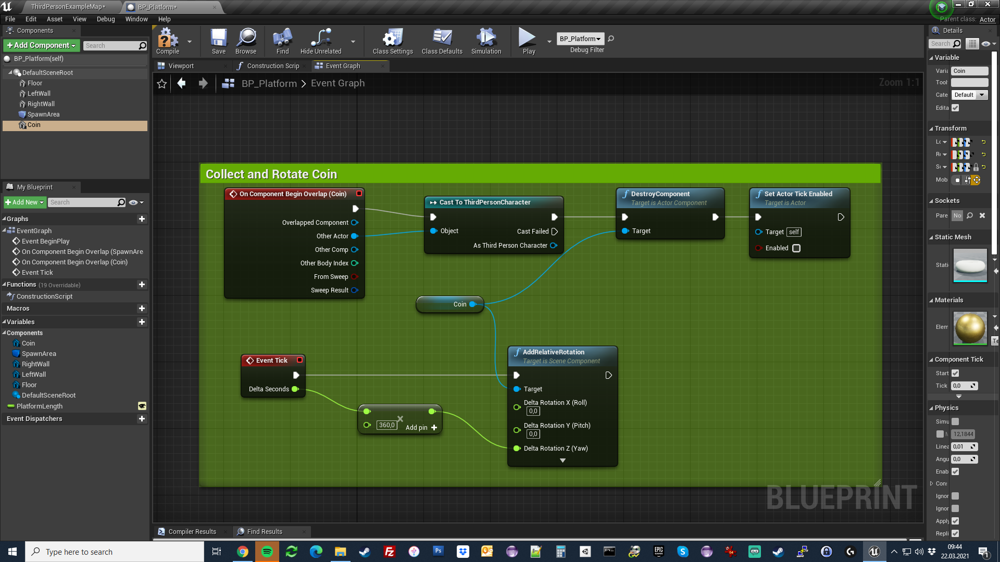 ThirdPersonExampleMap*
BP_Platform*
File Edit Asset View Debug Window Help
Parent class: Actor
Components
+Add Component
Search
BP_Platform(self)
DefaultSceneRoot
Floor
LeftWall
RightWall
SpawnArea
Coin
Compile
Save
Browse
Find
Hide Unrelated
Class Settings
Class Defaults
Simulation
Play
BP_Platform
Debug Filter
Viewport
Construction Scrip
Event Graph
BP_Platform > Event Graph
Zoom 1:1
My Blueprint
+Add New
Search
Graphs
EventGraph
Event BeginPlay
On Component Begin Overlap (SpawnAre
On Component Begin Overlap (Coin)
Event Tick
Functions (19 Overridable)
ConstructionScript
Macros
Variables
Components
Coin
SpawnArea
RightWall
LeftWall
Floor
DefaultSceneRoot
PlatformLength
Event Dispatchers
Collect and Rotate Coin
On Component Begin Overlap (Coin)
Overlapped Component
Other Actor
Other Comp
Other Body Index
From Sweep
Sweep Result
Cast To ThirdPersonCharacter
Object
Cast Failed
As Third Person Character
DestroyComponent
Target is Actor Component
Target
Set Actor Tick Enabled
Target is Actor
Target self
Enabled
Coin
Event Tick
Delta Seconds
360,0
Add pin +
AddRelativeRotation
Target is Scene Component
Target
Delta Rotation X (Roll)
0,0
Delta Rotation Y (Pitch)
0,0
Delta Rotation Z (Yaw)
BLUEPRINT
Compiler Results
Find Results
Details
Search
Variable
Varia Coin
Tool
Cate Default
Edita
Transform
Mob
Sockets
Pare No
Static Mesh
Stati
Materials
Elem
Te
Component Tick
Start
Tick 0,0
Physics
Simu
12,1844
Linea 0,01
Angu 0,0
Enab
Cons
Ignor
Ignor
Apply
Repli
Type here to search
09:44
22.03.2021